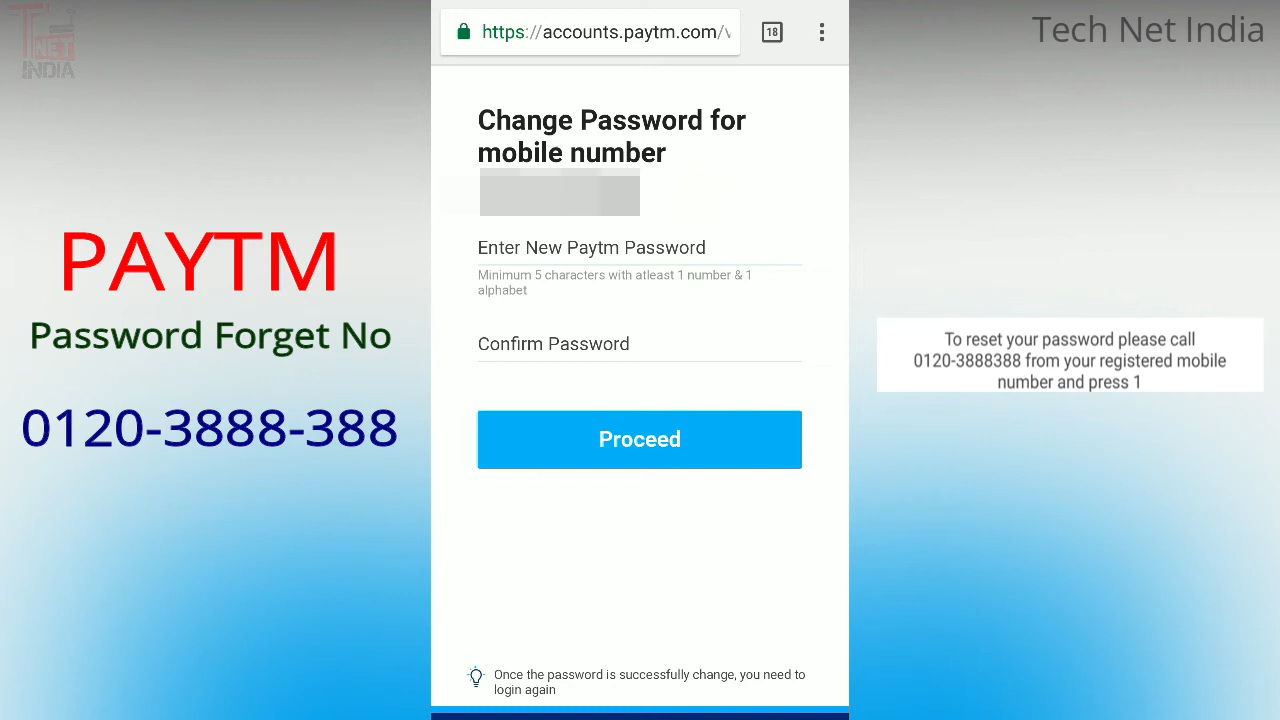 T
NET
INDIA
Tech Net India
https://accounts.paytm.com/v
18
Change Password for
mobile number
Enter New Paytm Password
Minimum 5 characters with atleast 1 number & 1
alphabet
Confirm Password
Proceed
Once the password is successfully change, you need to
login again
PAYTM
Password Forget No
0120-3888-388
To reset your password please call
0120-3888388 from your registered mobile
number and press 1